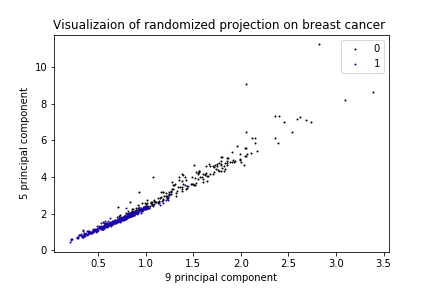 Visualizaion of randomized projection on breast cancer
0
1
10
8
6
4
2
0
5 principal component
0.5 1.0 1.5 2.0 2.5 3.0 3.5
9 principal component